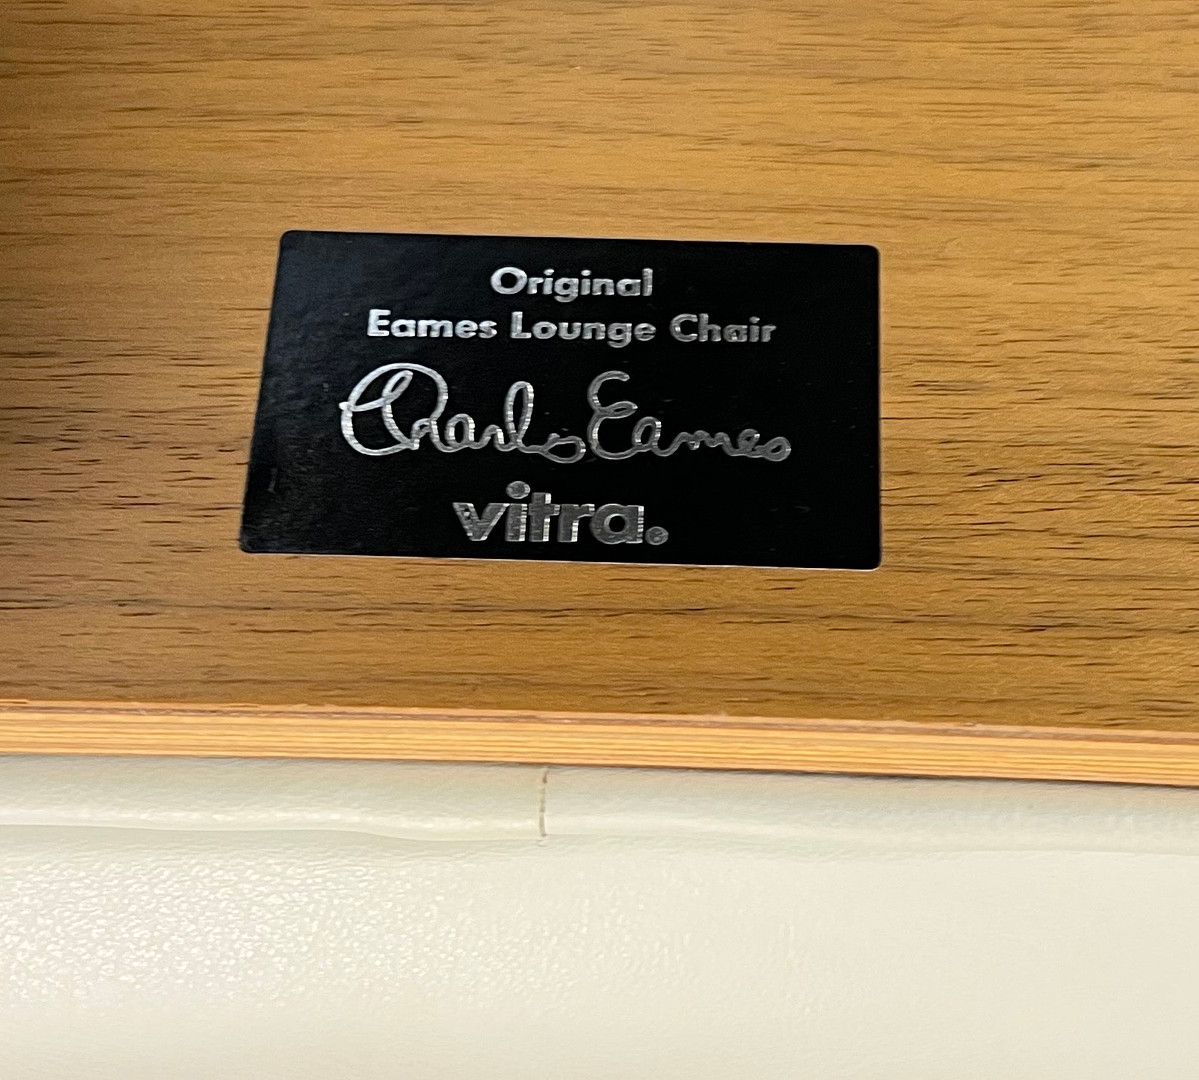 Original
Eames Lounge Chair
Charles Eames
vitra.®